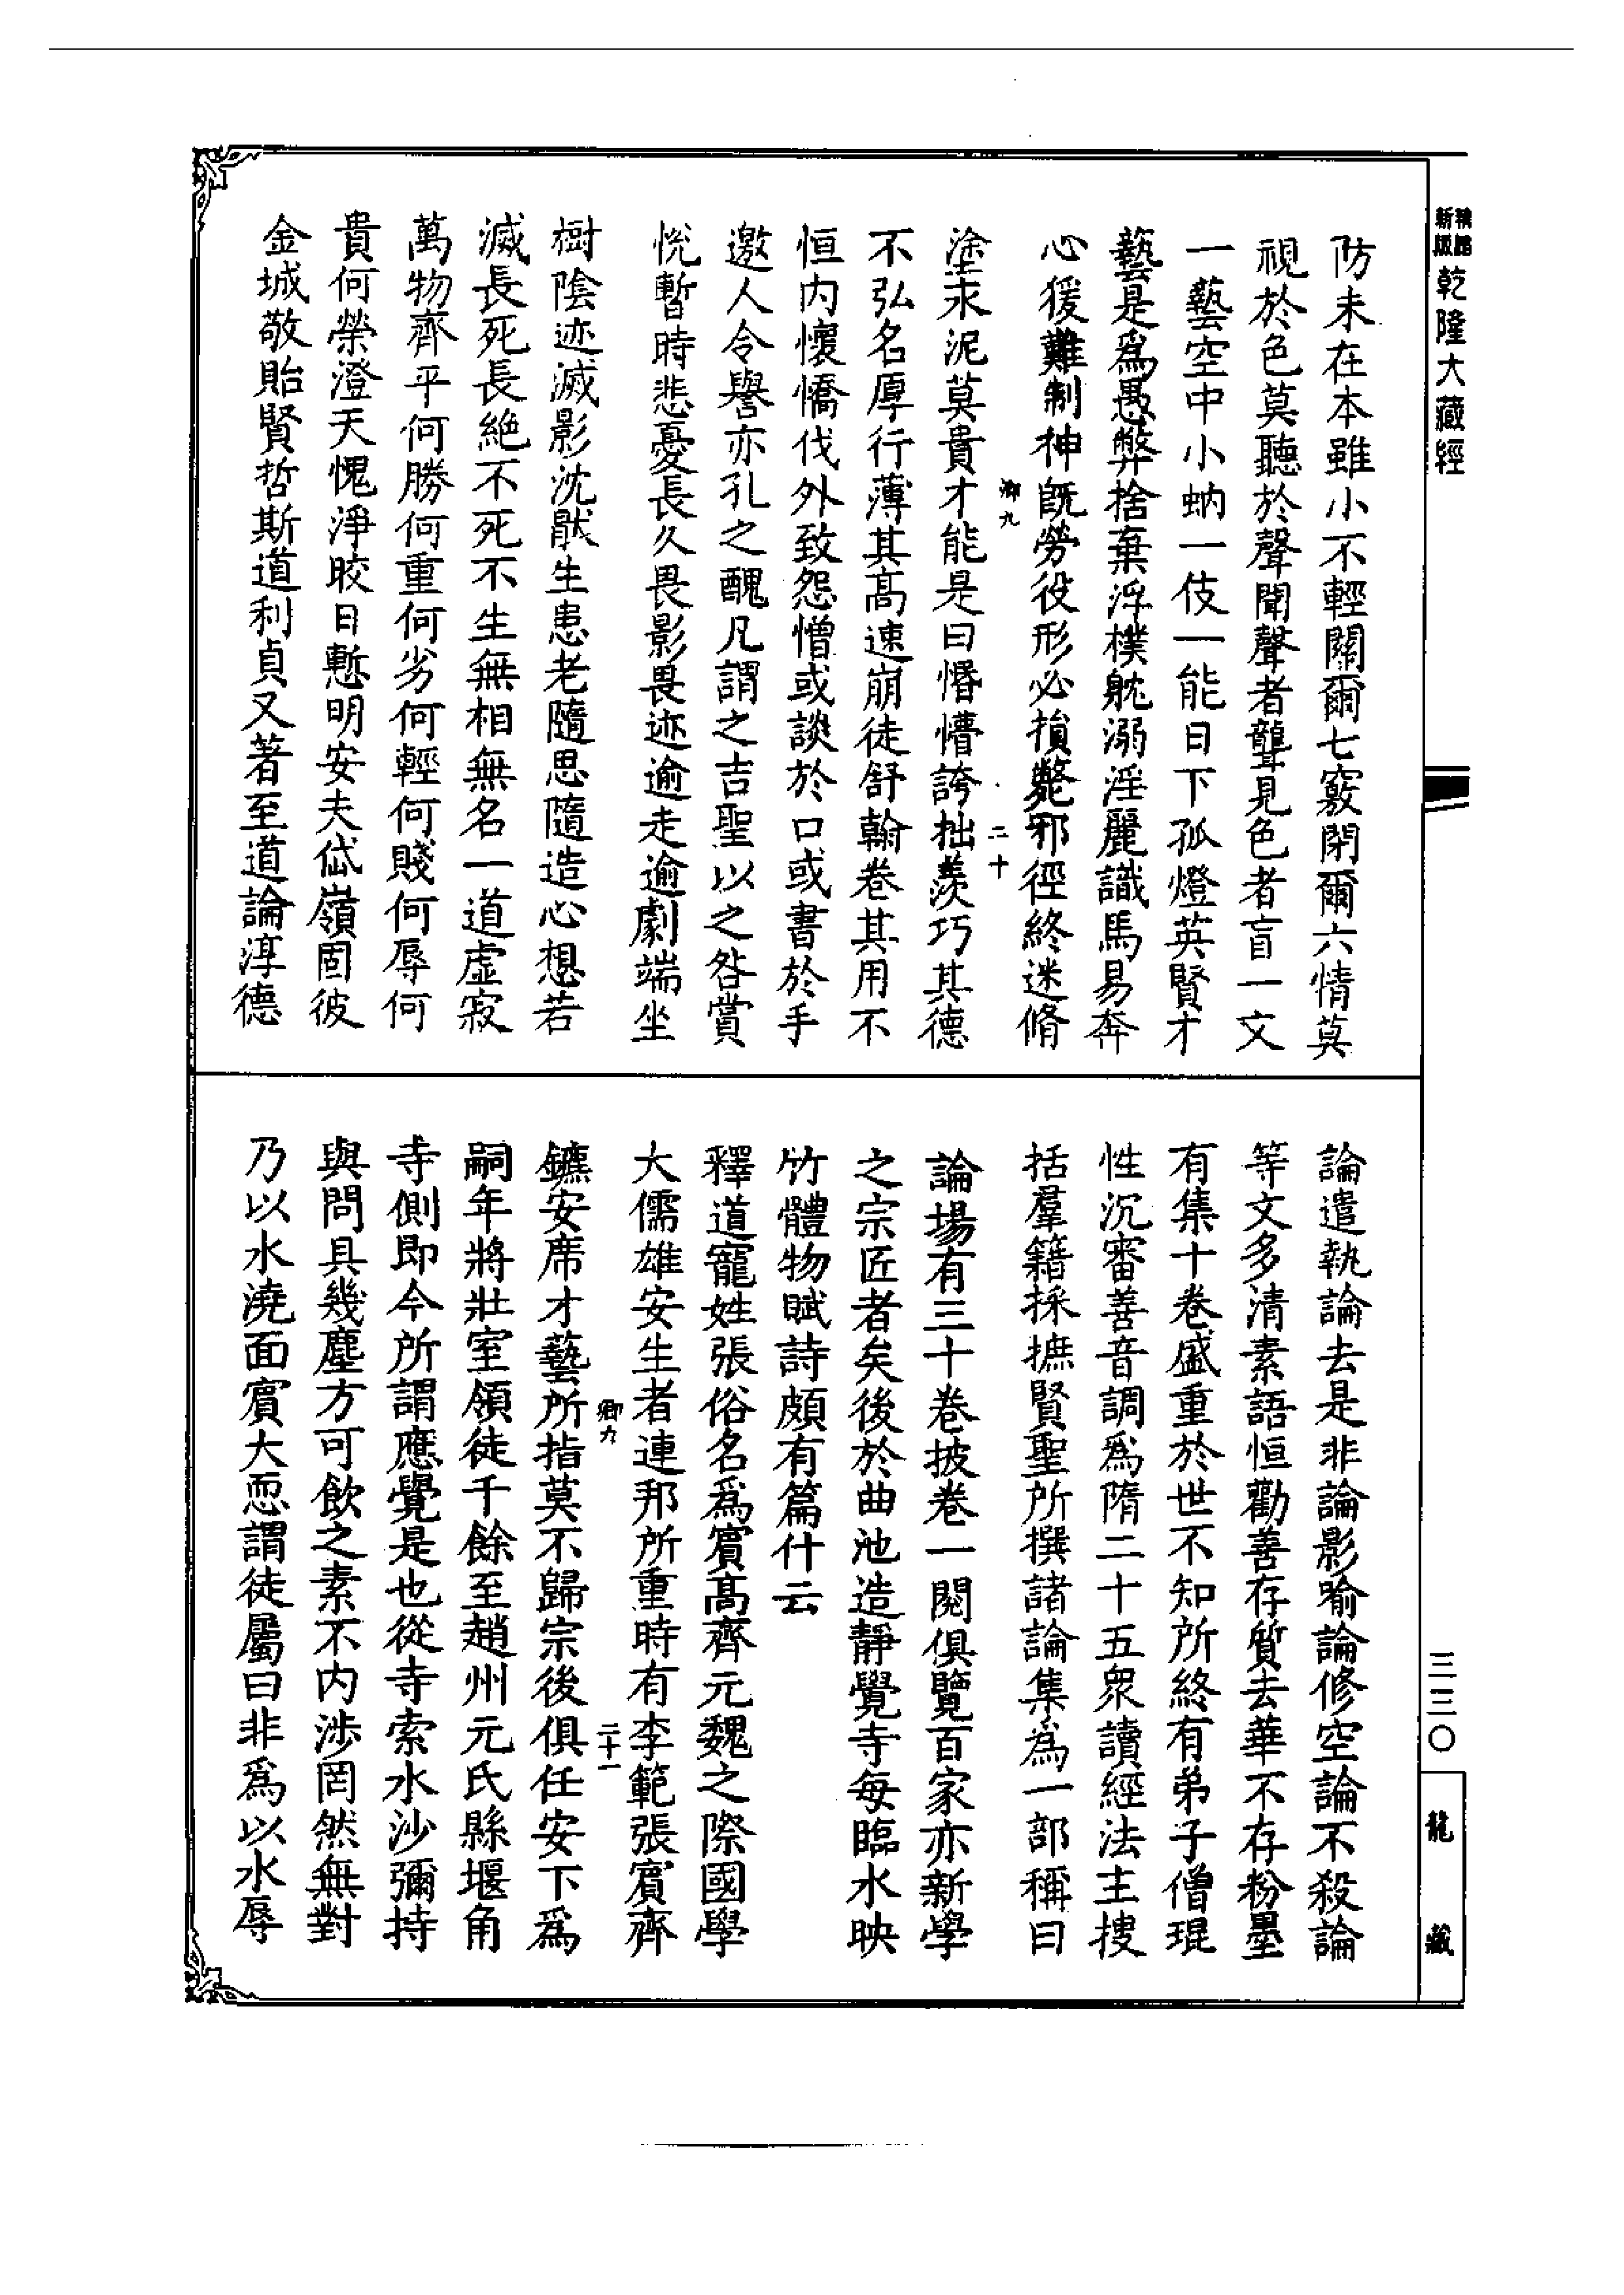 乾隆大藏經
防未在本雖小不輕關爾七竅閉爾六情莫
視於色莫聽於聲聞聲者聾見色者盲一文
一藝空中小蚋一伎一能日下孤燈英賢才
藝是為愚弊捨棄浮樸躭溺淫麗識馬易奔
心猨難制神旣勞役形必損斃邪徑終迷脩
塗永泥莫貴才能是曰惛懵誇拙羨巧其德
不弘名厚行薄其高速崩徒舒翰卷其用不
恒內懷憍伐外致怨憎或談於口或書於手
邀人令譽亦孔之醜凡謂之吉聖以之咎賞
悅暫時悲憂長久畏影畏迹逾走逾劇端坐
樹陰迹滅影沈猒生患老隨思隨造心想若
滅長死長絕不死不生無相無名一道虛寂
萬物齊平何勝何重何劣何輕何賤何辱何
貴何榮澄天愧淨晈日慙明安夫岱嶺固彼
金城敬貽賢哲斯道利貞又著至道論淳德
卿九
二十
論遣執論去是非論影喻論修空論不殺論
等文多清素語恒勸善存質去華不存粉墨
有集十卷盛重於世不知所終有弟子僧琨
性沉審善音調為隋二十五眾讀經法主搜
括羣籍採摭賢聖所撰諸論集為一部稱曰
論場有三十卷披卷一閱俱覽百家亦新學
之宗匠者矣後於曲池造靜覺寺每臨水映
竹體物賦詩頗有篇什云
釋道寵姓張俗名為賓高齊元魏之際國學
大儒雄安生者連邦所重時有李範張賓齊
鑣安席才藝所指莫不歸宗後俱任安下為
嗣年將壯室領徒千餘至趙州元氏縣堰角
寺側即今所謂應覺是也從寺索水沙彌持
與問具幾塵方可飲之素不內涉罔然無對
乃以水澆面賓大恧謂徒屬曰非為以水辱
卿九
二十一
三三〇
龍藏